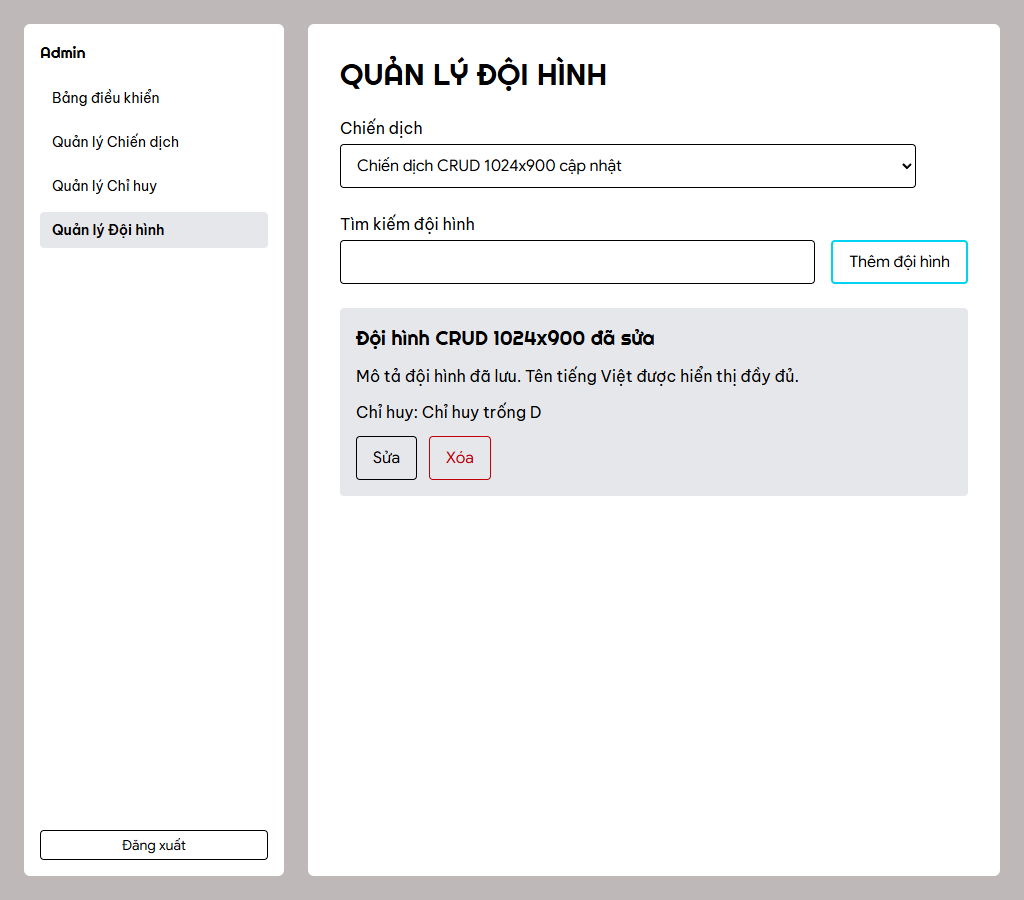 Admin
Bảng điều khiển
Quản lý Chiến dịch
Quản lý Chỉ huy
Quản lý Đội hình
Đăng xuất
QUẢN LÝ ĐỘI HÌNH
Chiến dịch
Chiến dịch CRUD 1024x900 cập nhật
Tìm kiếm đội hình
Thêm đội hình
Đội hình CRUD 1024x900 đã sửa
Mô tả đội hình đã lưu. Tên tiếng Việt được hiển thị đầy đủ.
Chỉ huy: Chỉ huy trống D
Sửa
Xóa